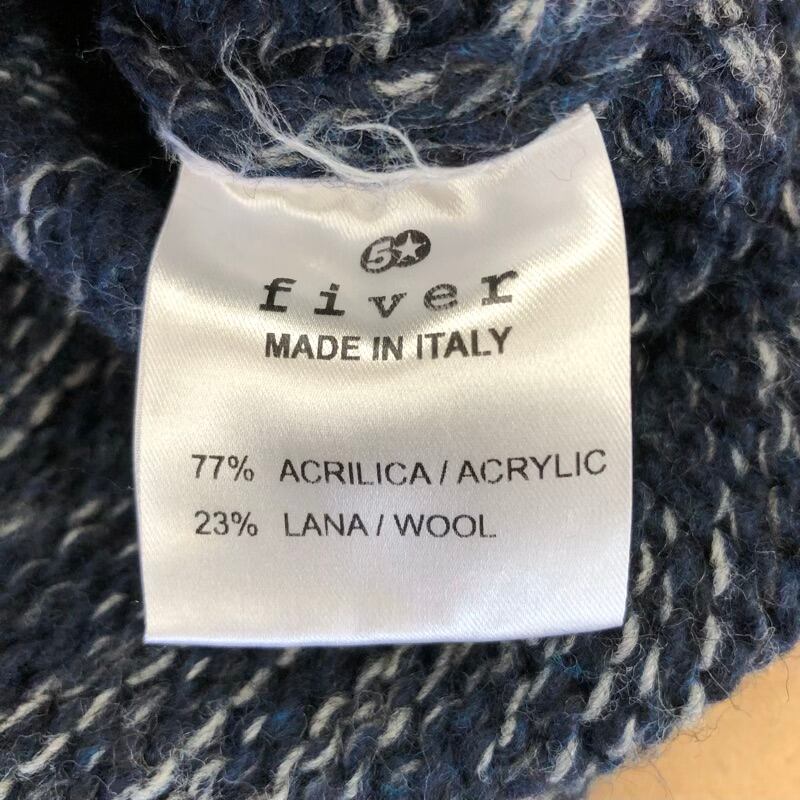 5
fiver
MADE IN ITALY
77% ACRILICA / ACRYLIC
23% LANA / WOOL